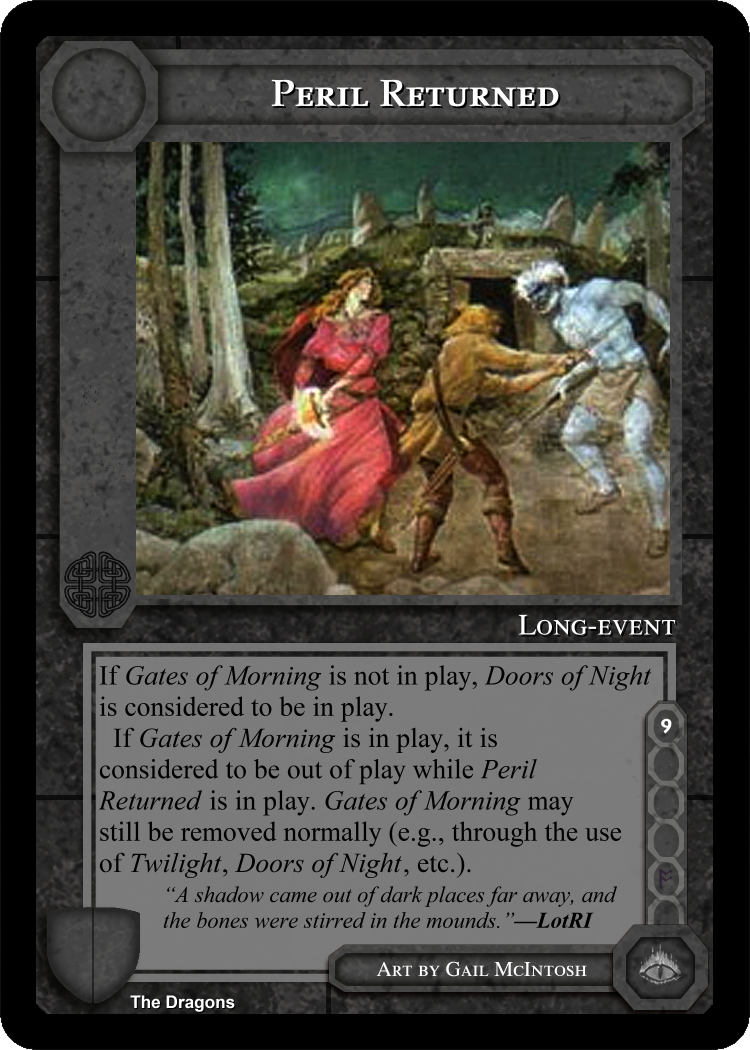 Peril Returned
Long-event
If Gates of Morning is not in play, Doors of Night
is considered to be in play.
If Gates of Morning is in play, it is
considered to be out of play while Peril
Returned is in play. Gates of Morning may
still be removed normally (e.g., through the use
of Twilight, Doors of Night, etc.).
9
“A shadow came out of dark places far away, and
the bones were stirred in the mounds.”—LotRI
Art by Gail McIntosh
The Dragons